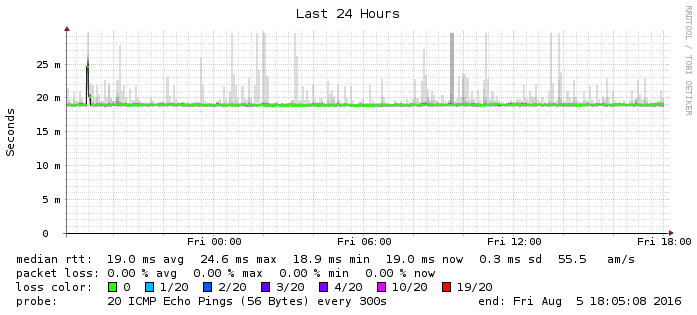 Last 24 Hours
RRDTOOL / TOBI OETIKER
Seconds
25 m
20 m
15 m
10 m
5 m
0
Fri 00:00 Fri 06:00 Fri 12:00 Fri 18:00
median rtt: 19.0 ms avg 24.6 ms max 18.9 ms min 19.0 ms now 0.3 ms sd 55.5 am/s
packet loss: 0.00 % avg 0.00 % max 0.00 % min 0.00 % now
loss color: 0 1/20 2/20 3/20 4/20 10/20 19/20
probe: 20 ICMP Echo Pings (56 Bytes) every 300s end: Fri Aug 5 18:05:08 2016